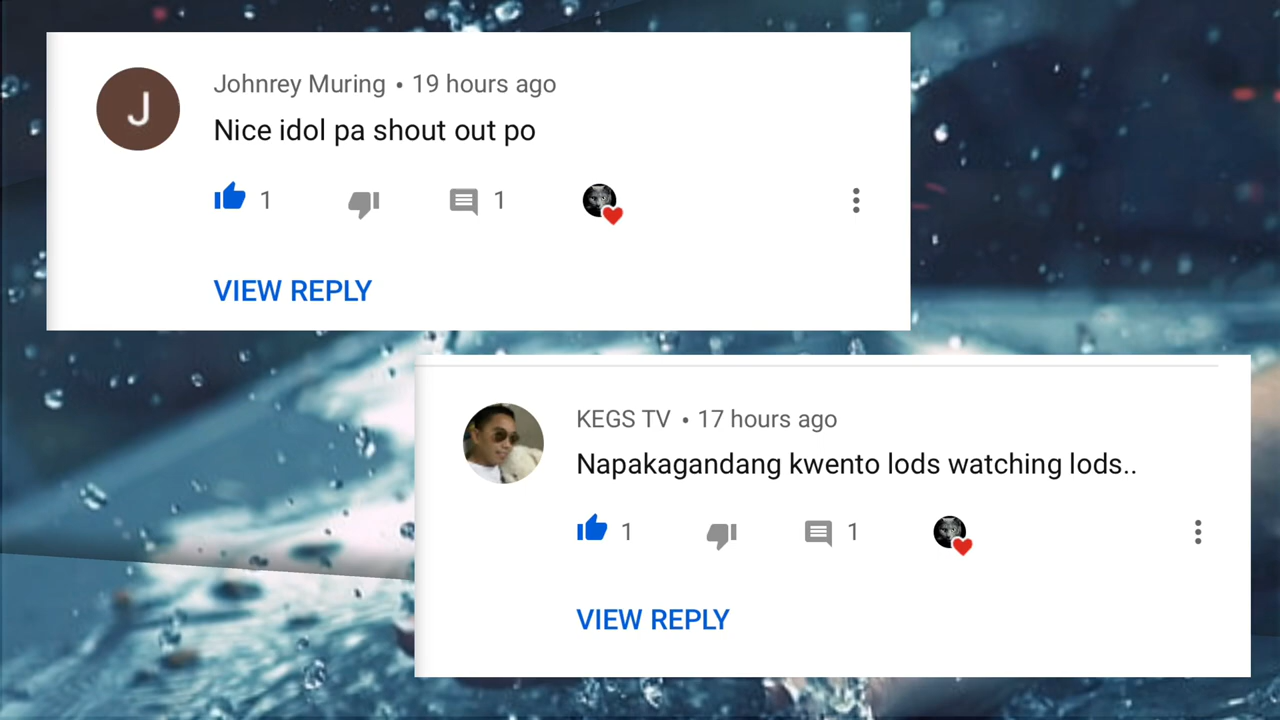 J
Johnrey Muring • 19 hours ago
Nice idol pa shout out po
1 1
VIEW REPLY
KEGS TV • 17 hours ago
Napakagandang kwento lods watching lods..
1 1
VIEW REPLY